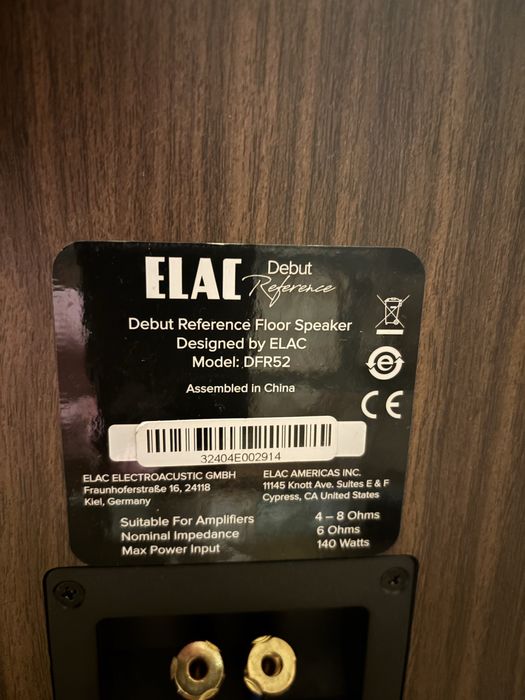 ELAC Debut
Reference
Debut Reference Floor Speaker
Designed by ELAC
Model: DFR52
Assembled in China
32404E002914
ELAC ELECTROACUSTIC GMBH
Fraunhoferstraße 16, 24118
Kiel, Germany
ELAC AMERICAS INC.
11145 Knott Ave. Suites E & F
Cypress, CA United States
Suitable For Amplifiers 4 – 8 Ohms
Nominal Impedance 6 Ohms
Max Power Input 140 Watts
e
CE